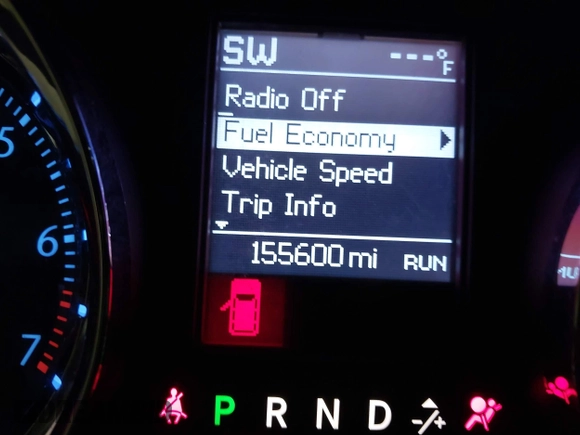 SW ---°F
Radio Off
Fuel Economy
Vehicle Speed
Trip Info
155600 mi RUN
5
6
7
P R N D -/+